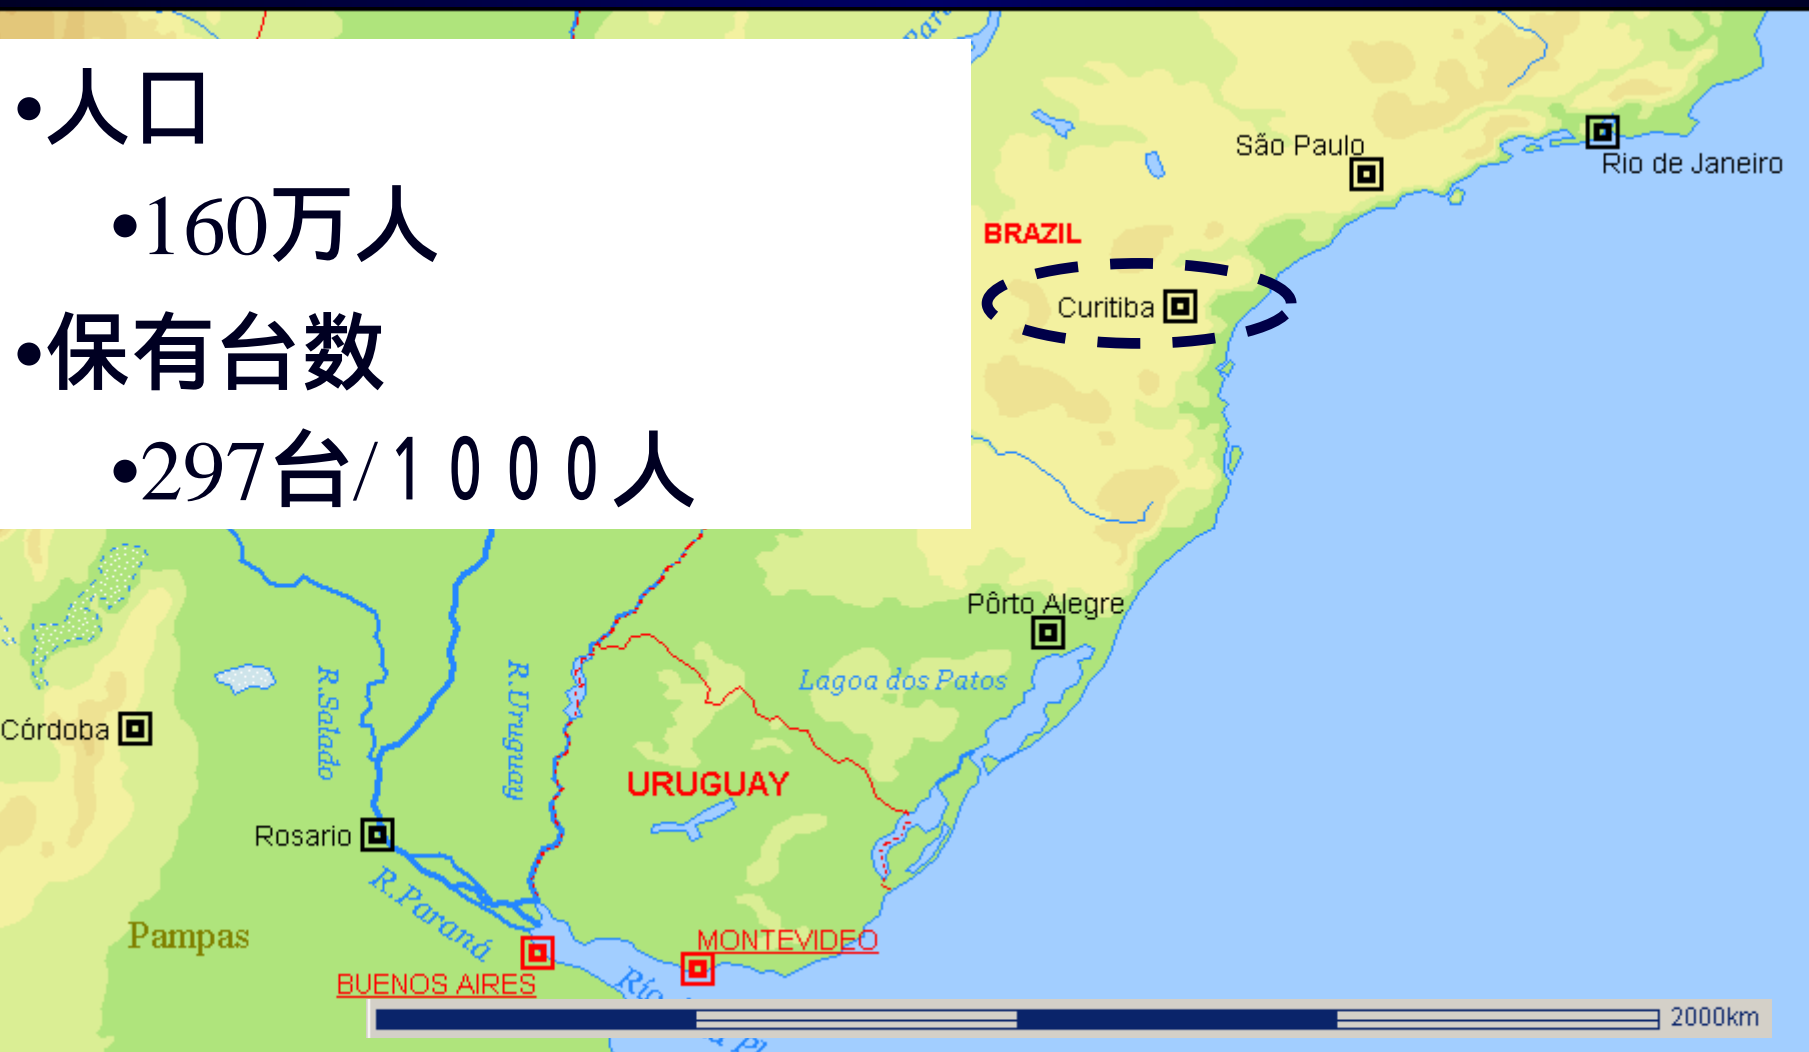 •人口
•160万人
•保有台数
•297台/1000人
São Paulo
Rio de Janeiro
BRAZIL
Curitiba
Pôrto Alegre
Lagoa dos Patos
R.Salado
R.Uruguay
Córdoba
URUGUAY
Rosario
R.Paraná
Pampas
MONTEVIDEO
BUENOS AIRES
Río
2000km